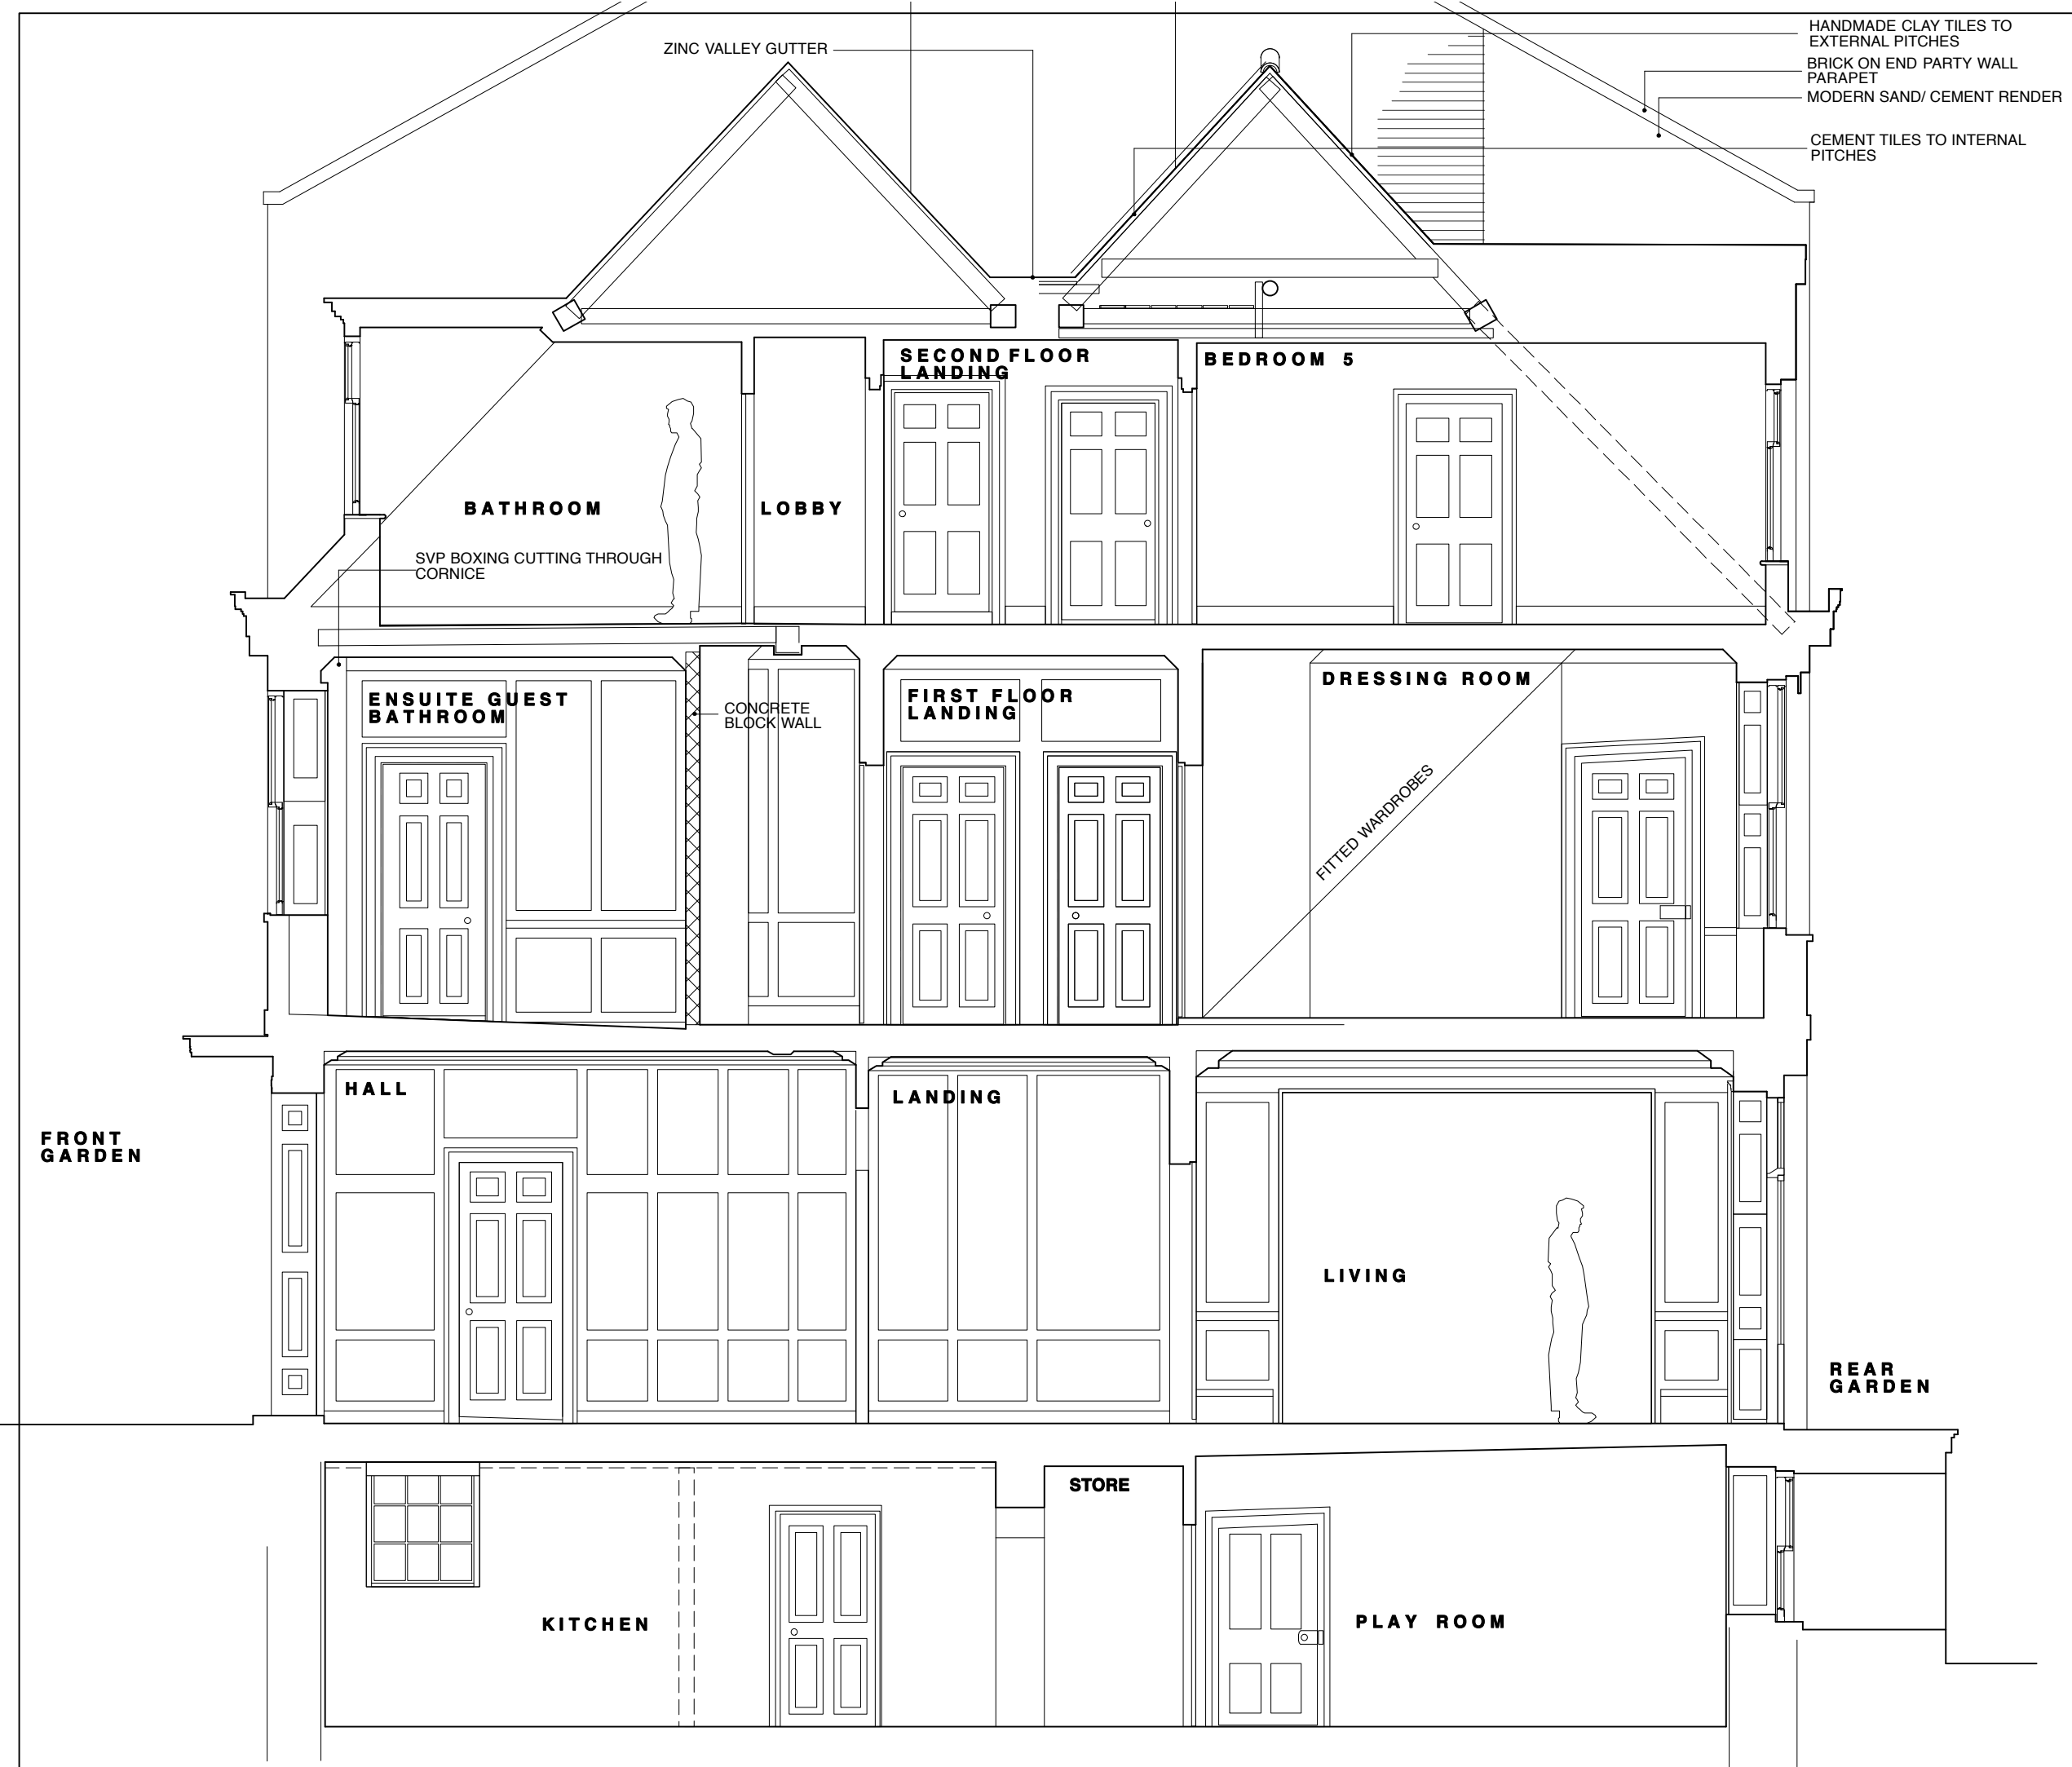 ZINC VALLEY GUTTER
HANDMADE CLAY TILES TO
EXTERNAL PITCHES
BRICK ON END PARTY WALL
PARAPET
MODERN SAND/ CEMENT RENDER
CEMENT TILES TO INTERNAL
PITCHES
SECOND FLOOR
LANDING
BEDROOM 5
BATHROOM
LOBBY
SVP BOXING CUTTING THROUGH
CORNICE
ENSUITE GUEST
BATHROOM
CONCRETE
BLOCK WALL
FIRST FLOOR
LANDING
DRESSING ROOM
FITTED WARDROBES
HALL
LANDING
FRONT
GARDEN
LIVING
REAR
GARDEN
STORE
KITCHEN
PLAY ROOM